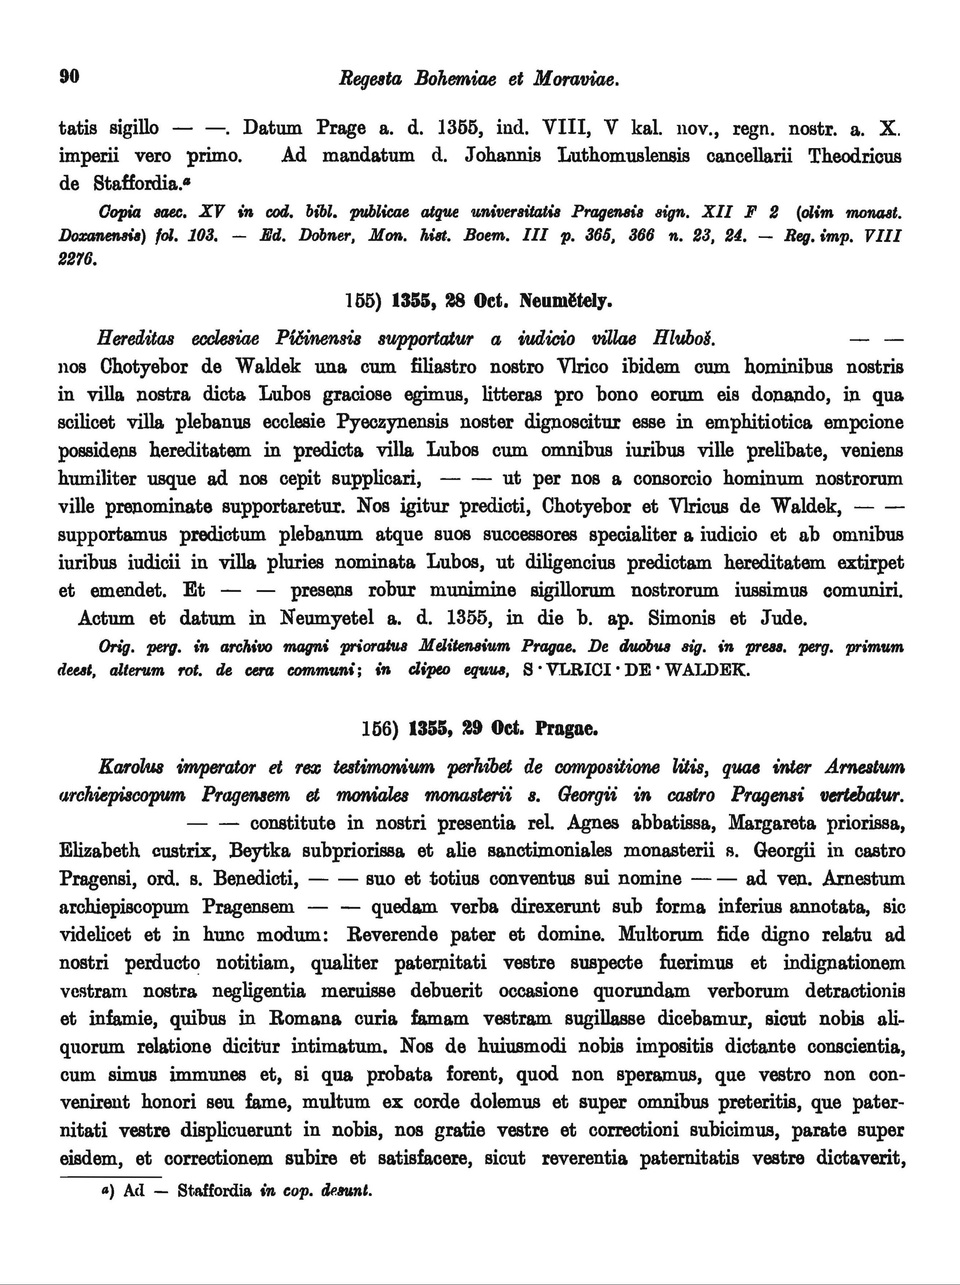 90 Regesta Bohemiae et Moraviae.
tatis sigillo — —. Datum Prage a. d. 1355, ind. VIII, V kal. nov., regn. nostr. a. X.
imperii vero primo. Ad mandatum d. Johannis Luthomuslensis cancellarii Theodricus
de Staffordia.ᵃ
Copia saec. XV in cod. bibl. publicae atque universitatis Pragensis sign. XII F 2 (olim monast.
Doxanensis) fol. 103. — Ed. Dobner, Mon. hist. Boem. III p. 365, 366 n. 23, 24. — Reg. imp. VIII
2276.
155) 1355, 28 Oct. Neumětely.
Hereditas ecclesiae Píčinensis supportatur a iudicio villae Hluboš. — —
nos Chotyebor de Waldek una cum filiastro nostro Vlrico ibidem cum hominibus nostris
in villa nostra dicta Lubos graciose egimus, litteras pro bono eorum eis donando, in qua
scilicet villa plebanus ecclesie Pyeczynensis noster dignoscitur esse in emphitiotica empcione
possidens hereditatem in predicta villa Lubos cum omnibus iuribus ville prelibate, veniens
humiliter usque ad nos cepit supplicari, — — ut per nos a consorcio hominum nostrorum
ville prenominate supportaretur. Nos igitur predicti, Chotyebor et Vlricus de Waldek, — —
supportamus predictum plebanum atque suos successores specialiter a iudicio et ab omnibus
iuribus iudicii in villa pluries nominata Lubos, ut diligencius predictam hereditatem extirpet
et emendet. Et — — presens robur munimine sigillorum nostrorum iussimus comuniri.
Actum et datum in Neumyetel a. d. 1355, in die b. ap. Simonis et Jude.
Orig. perg. in archivo magni prioratus Melitensium Pragae. De duobus sig. in press. perg. primum
deest, alterum rot. de cera communi; in clipeo equus, S · VLRICI · DE · WALDEK.
156) 1355, 29 Oct. Pragae.
Karolus imperator et rex testimonium perhibet de compositione litis, quae inter Arnestum
archiepiscopum Pragensem et moniales monasterii s. Georgii in castro Pragensi vertebatur.
— — constitute in nostri presentia rel. Agnes abbatissa, Margareta priorissa,
Elizabeth custrix, Beytka subpriorissa et alie sanctimoniales monasterii s. Georgii in castro
Pragensi, ord. s. Benedicti, — — suo et totius conventus sui nomine — — ad ven. Arnestum
archiepiscopum Pragensem — — quedam verba direxerunt sub forma inferius annotata, sic
videlicet et in hunc modum: Reverende pater et domine. Multorum fide digno relatu ad
nostri perducto notitiam, qualiter paternitati vestre suspecte fuerimus et indignationem
vestram nostra negligentia meruisse debuerit occasione quorundam verborum detractionis
et infamie, quibus in Romana curia famam vestram sugillasse dicebamur, sicut nobis ali-
quorum relatione dicitur intimatum. Nos de huiusmodi nobis impositis dictante conscientia,
cum simus immunes et, si qua probata forent, quod non speramus, que vestro non con-
venirent honori seu fame, multum ex corde dolemus et super omnibus preteritis, que pater-
nitati vestre displicuerunt in nobis, nos gratie vestre et correctioni subicimus, parate super
eisdem, et correctionem subire et satisfacere, sicut reverentia paternitatis vestre dictaverit,
ᵃ) Ad — Staffordia in cop. desunt.